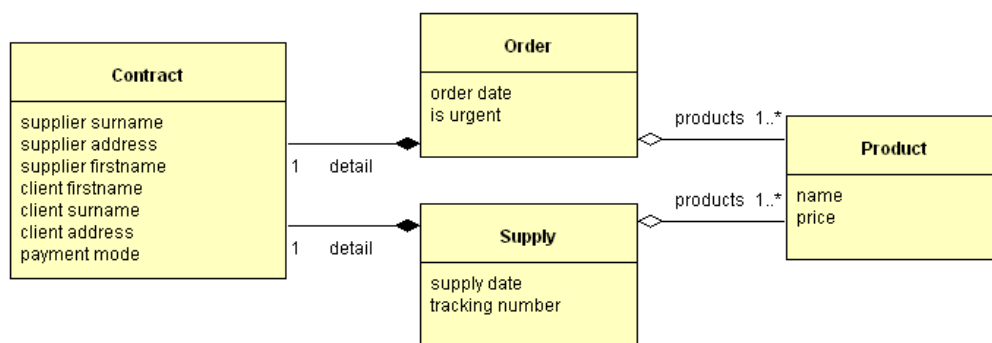 Contract
supplier surname
supplier address
supplier firstname
client firstname
client surname
client address
payment mode
1 detail
1 detail
Order
order date
is urgent
Supply
supply date
tracking number
products 1..*
products 1..*
Product
name
price